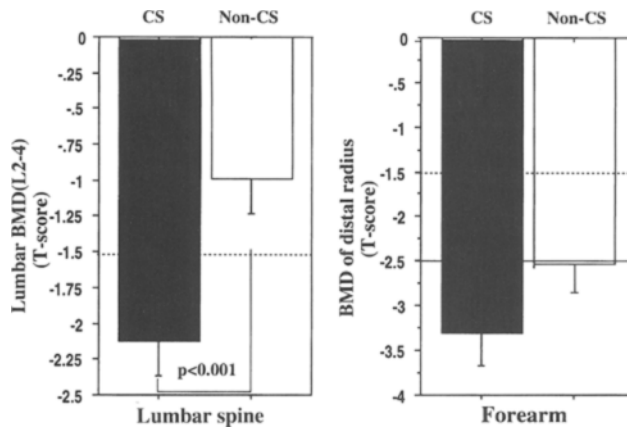 CS Non-CS
0
-.25
-.5
-.75
-1
-1.25
-1.5
-1.75
-2
-2.25
-2.5
Lumbar BMD(L2-4)
(T-score)
p<0.001
Lumbar spine
CS Non-CS
0
-.5
-1
-1.5
-2
-2.5
-3
-3.5
-4
BMD of distal radius
(T-score)
Forearm